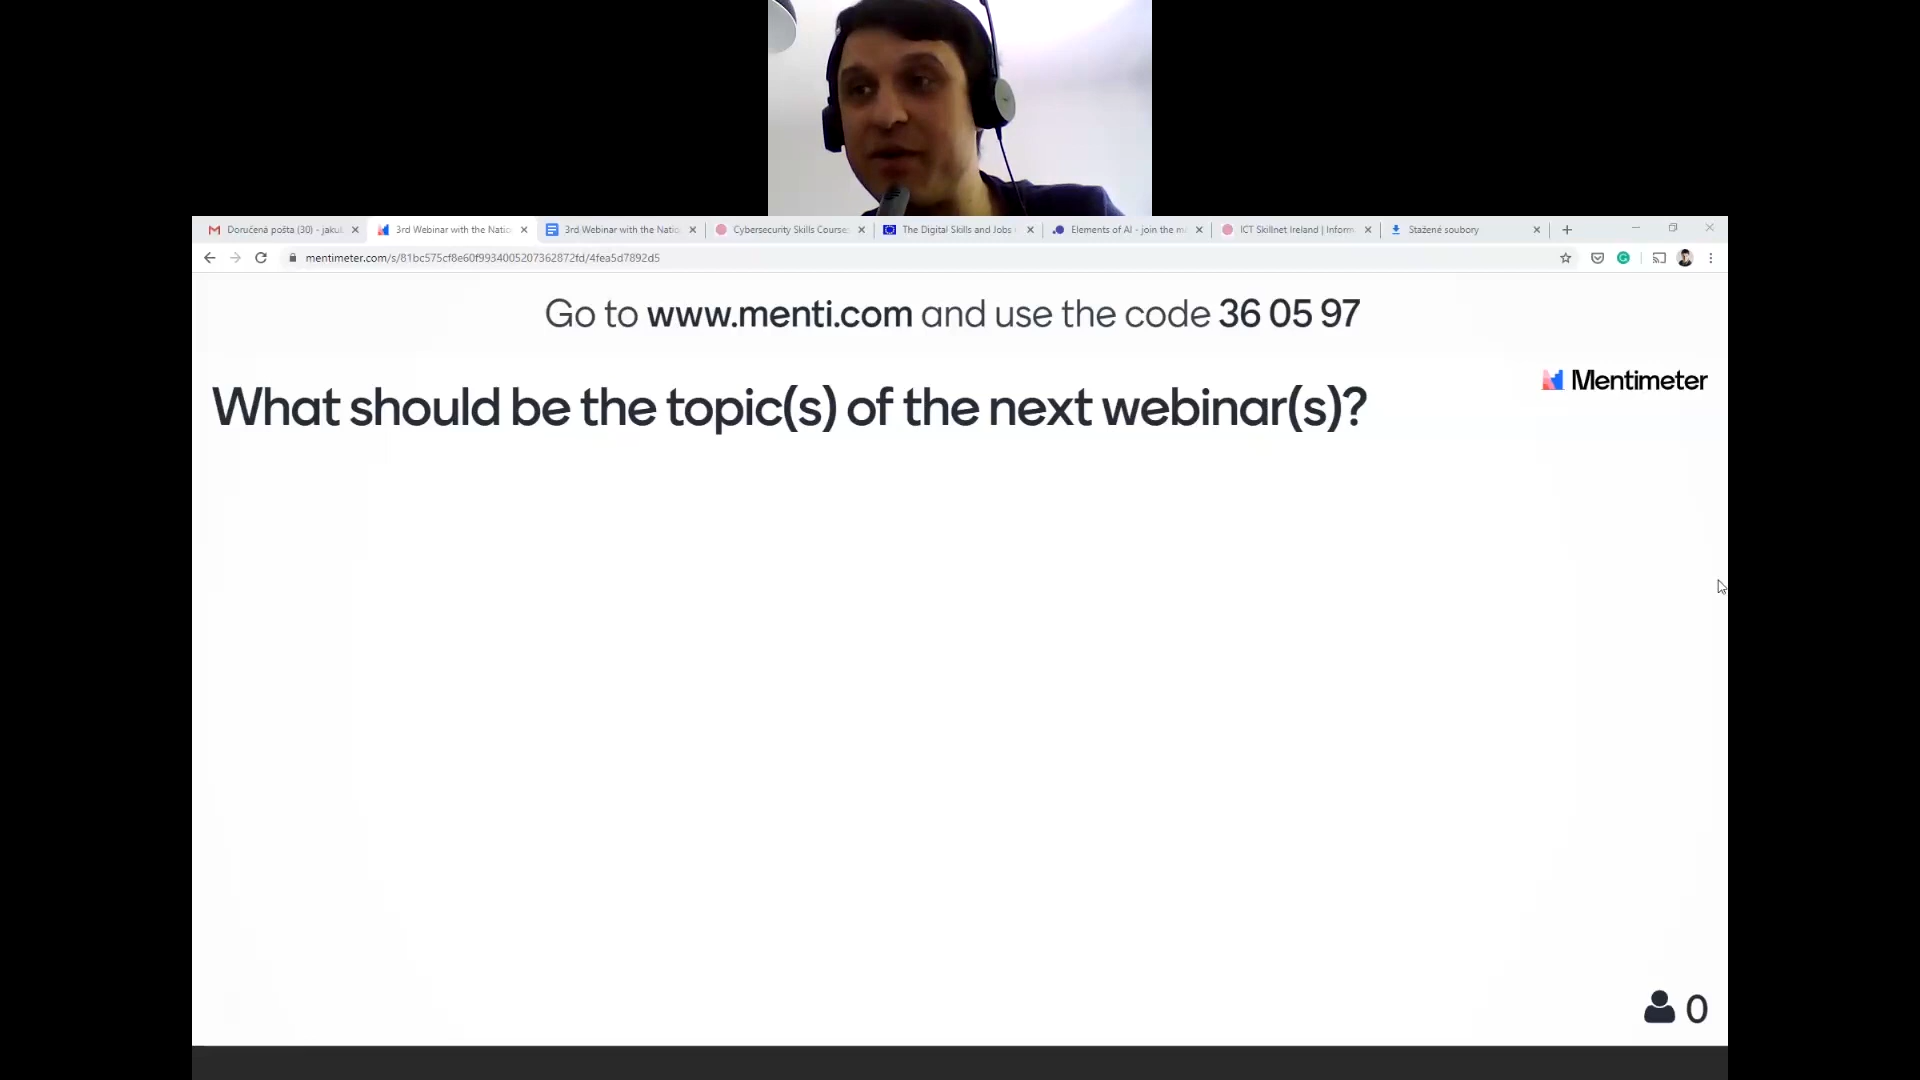 Doručená pošta (30) - jakul
3rd Webinar with the Natio
3rd Webinar with the Natio
Cybersecurity Skills Course
The Digital Skills and Jobs
Elements of AI - join the m
ICT Skillnet Ireland | Inform
Stažené soubory
mentimeter.com/s/81bc575cf8e60f9934005207362872fd/4fea5d7892d5
Go to www.menti.com and use the code 36 05 97
Mentimeter
What should be the topic(s) of the next webinar(s)?
0